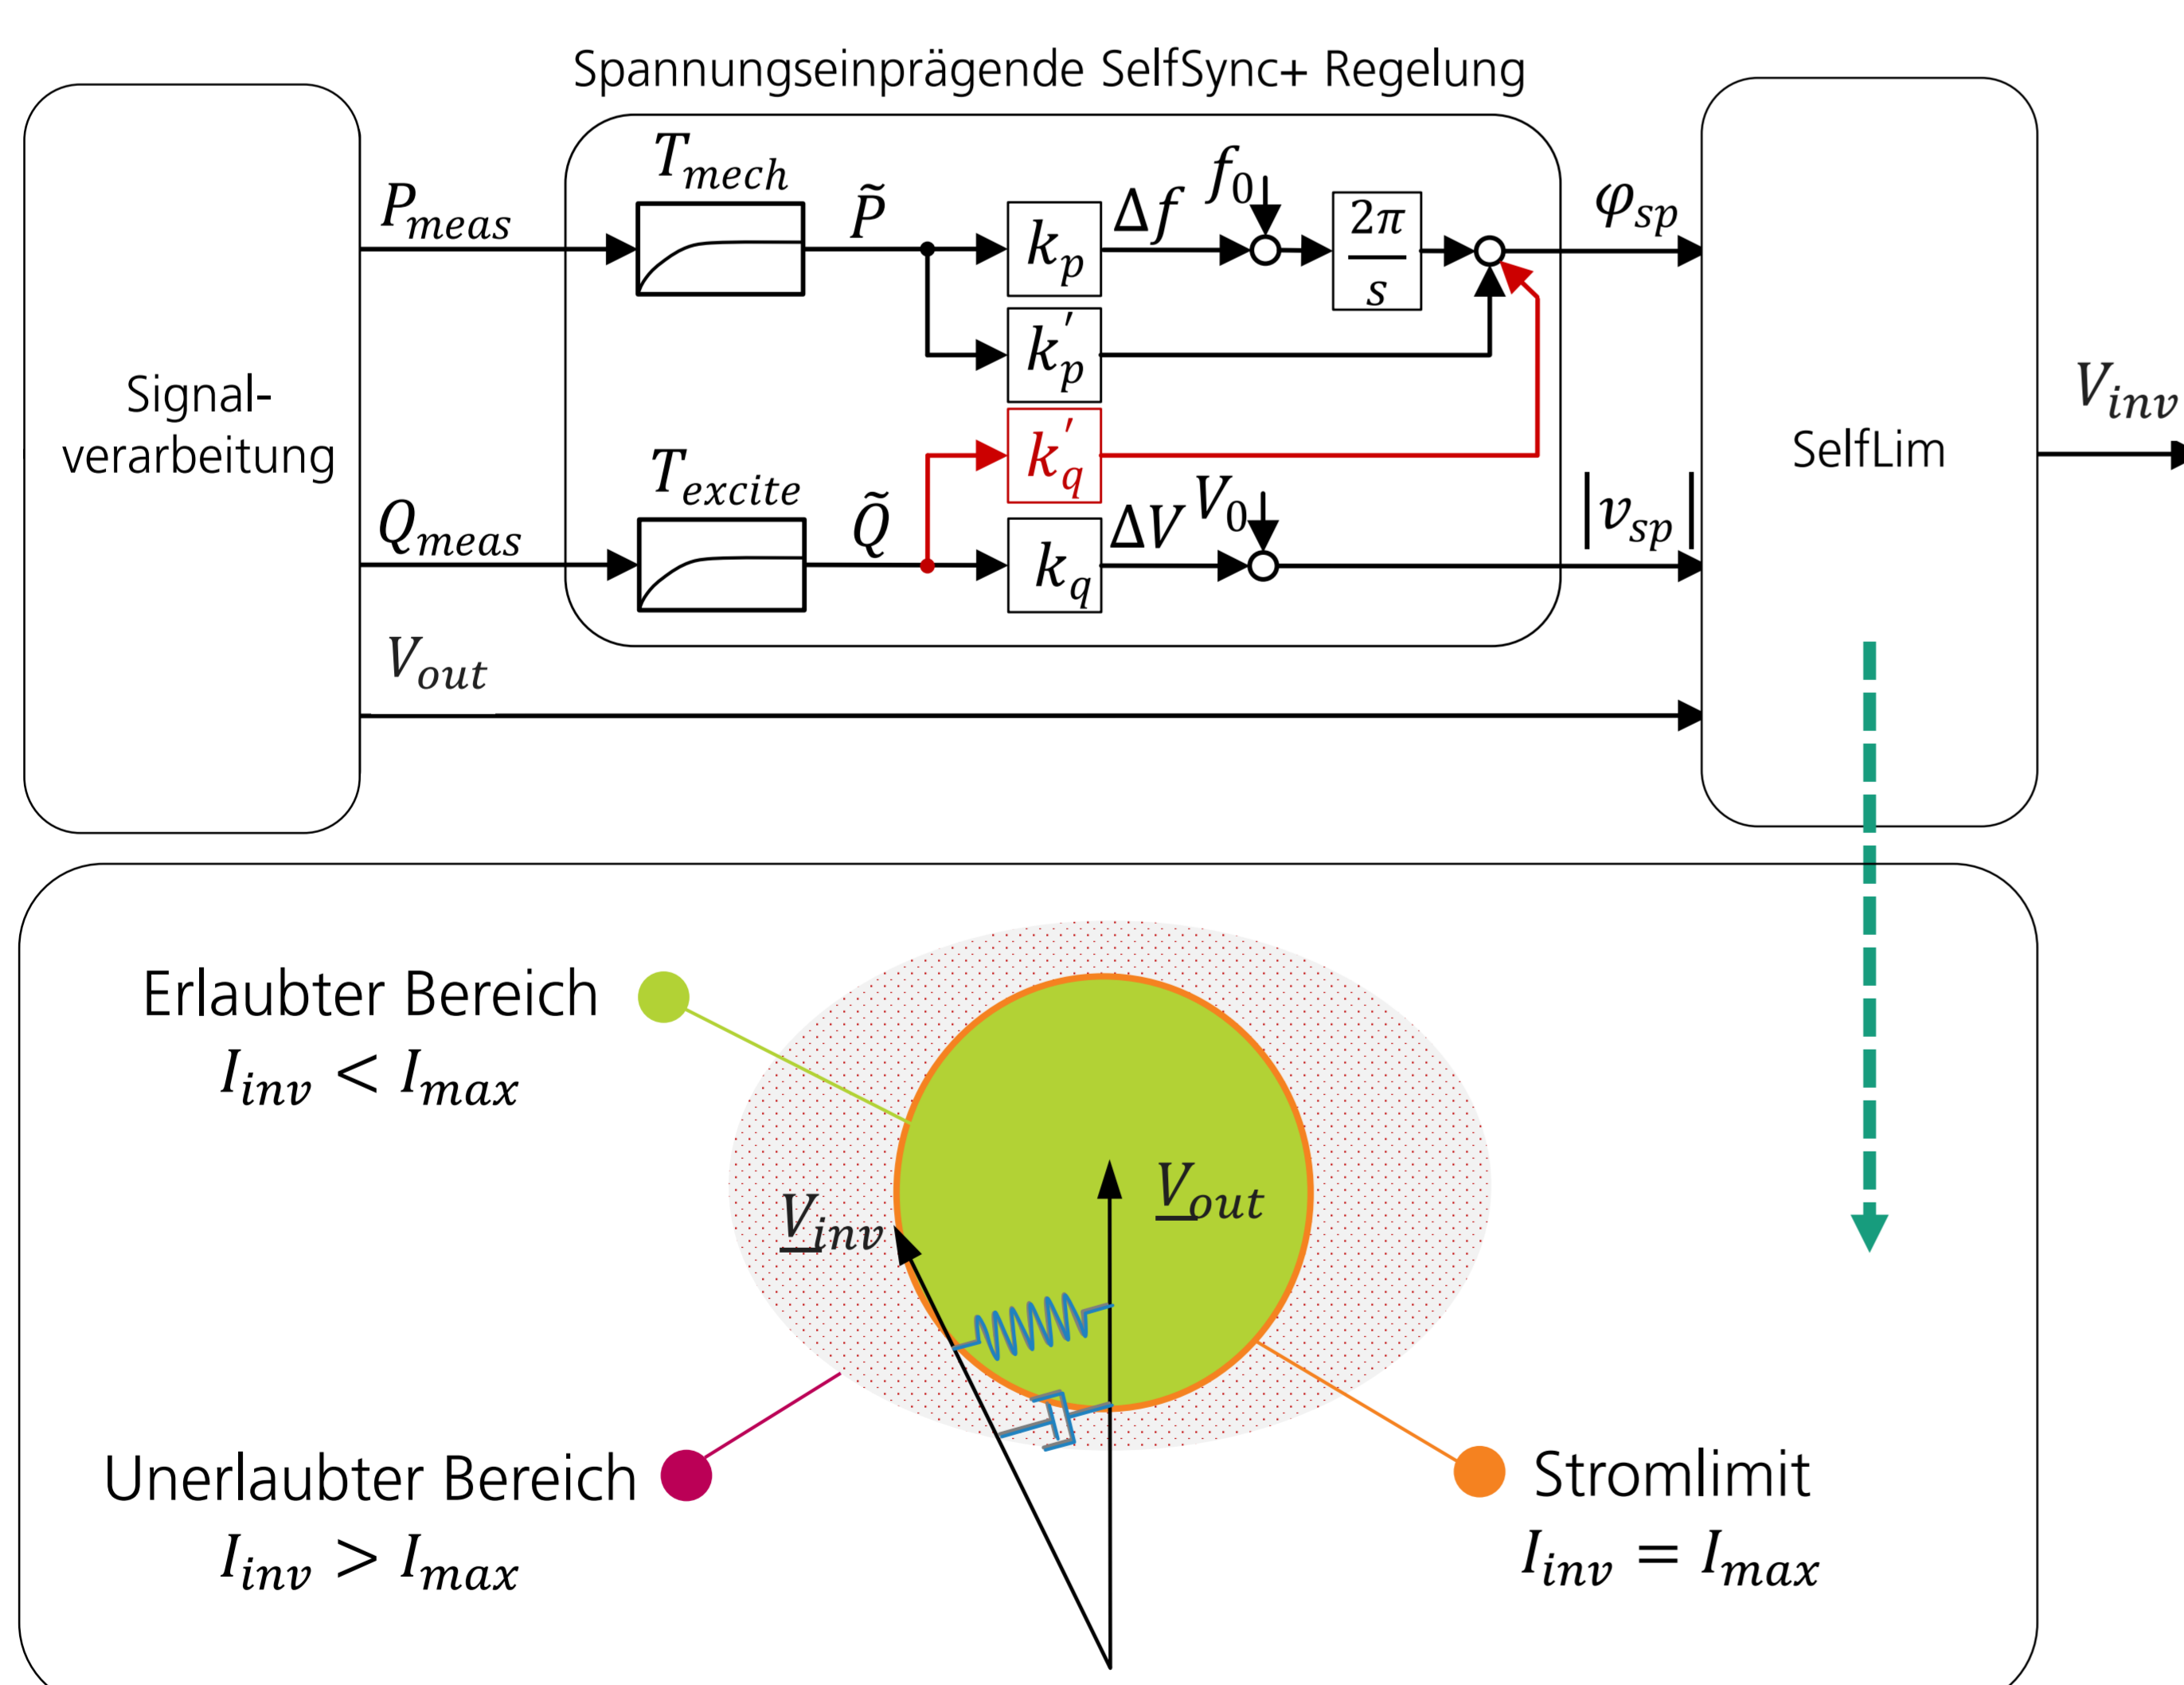 Spannungseinprägende SelfSync+ Regelung
Signal-
verarbeitung
P_meas
T_mech
P̃
k_p
Δf
f_0
2π
s
φ_sp
k_p'
k_q'
Q_meas
T_excite
Q̃
k_q
ΔV
V_0
|v_sp|
V_out
SelfLim
V_inv
Erlaubter Bereich
I_inv < I_max
V_inv
V_out
Unerlaubter Bereich
I_inv > I_max
Stromlimit
I_inv = I_max